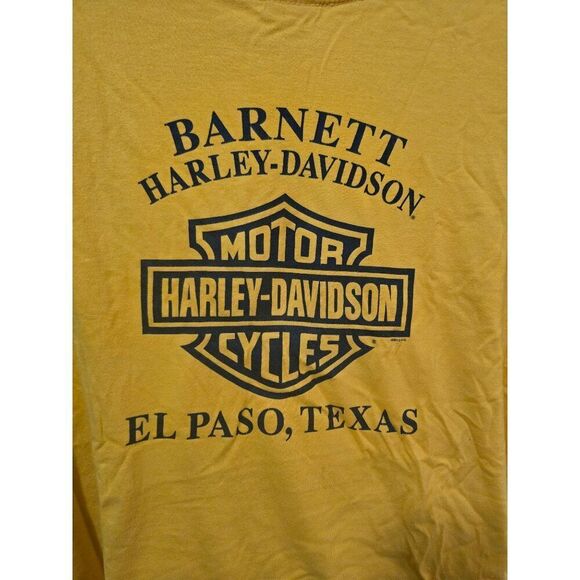 BARNETT
HARLEY-DAVIDSON®
MOTOR
HARLEY-DAVIDSON
CYCLES
®
EL PASO, TEXAS